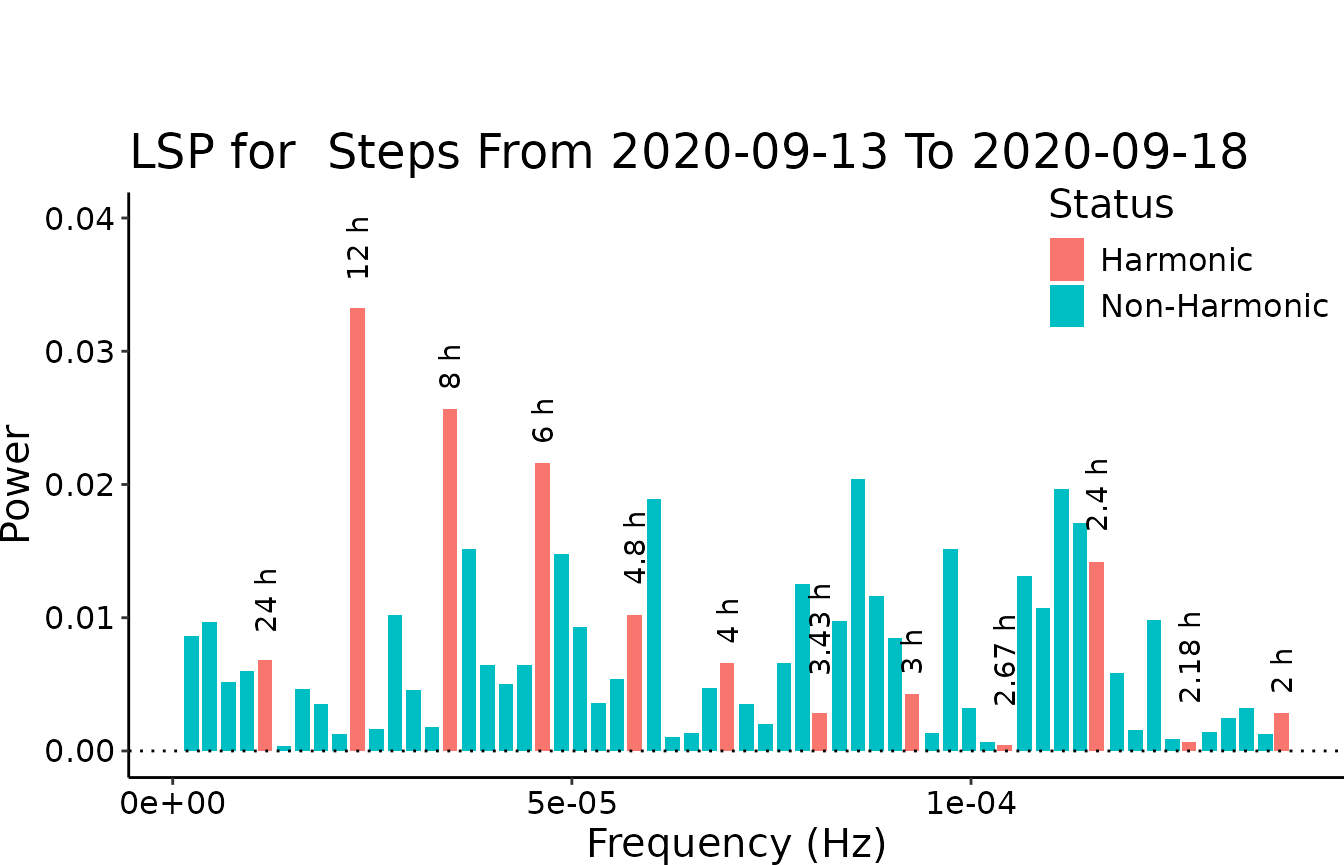 LSP for  Steps From 2020-09-13 To 2020-09-18
Status
Harmonic
Non-Harmonic
Power
0.04
0.03
0.02
0.01
0.00
24 h
12 h
8 h
6 h
4.8 h
4 h
3.43 h
3 h
2.67 h
2.4 h
2.18 h
2 h
0e+00
5e-05
1e-04
Frequency (Hz)